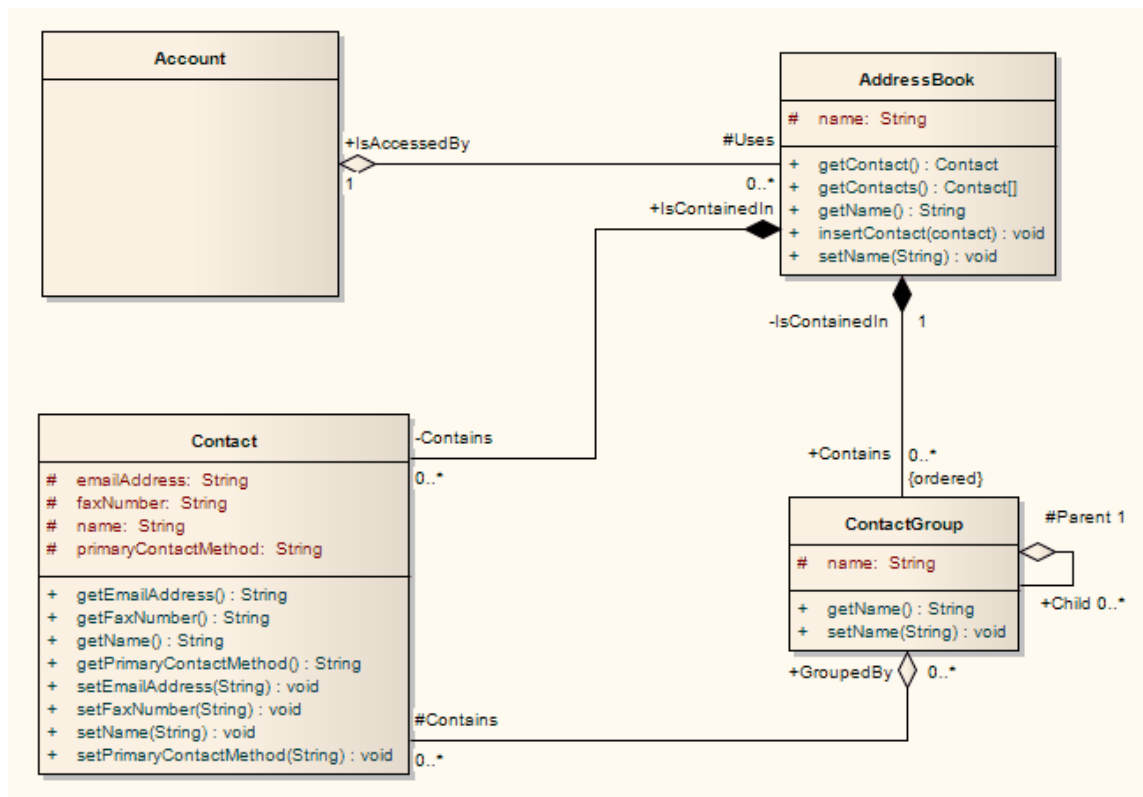 Account
AddressBook
# name: String
+ getContact() : Contact
+ getContacts() : Contact[]
+ getName() : String
+ insertContact(contact) : void
+ setName(String) : void
+IsAccessedBy
1
#Uses
0..*
+IsContainedIn
-IsContainedIn 1
-Contains
0..*
+Contains 0..*
{ordered}
Contact
# emailAddress: String
# faxNumber: String
# name: String
# primaryContactMethod: String
+ getEmailAddress() : String
+ getFaxNumber() : String
+ getName() : String
+ getPrimaryContactMethod() : String
+ setEmailAddress(String) : void
+ setFaxNumber(String) : void
+ setName(String) : void
+ setPrimaryContactMethod(String) : void
ContactGroup
# name: String
+ getName() : String
+ setName(String) : void
#Parent 1
+Child 0..*
+GroupedBy 0..*
#Contains
0..*